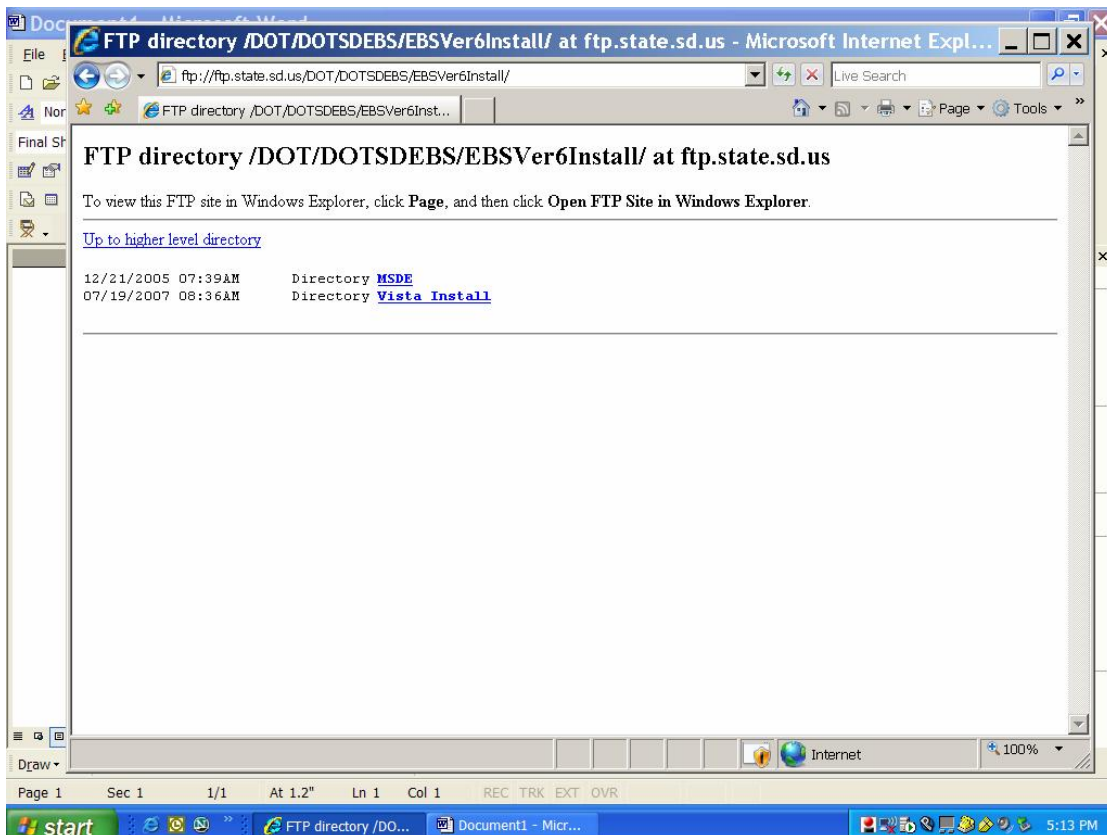 Document1 - Microsoft Word
FTP directory /DOT/DOTSDEBS/EBSVer6Install/ at ftp.state.sd.us - Microsoft Internet Expl...
File
ftp://ftp.state.sd.us/DOT/DOTSDEBS/EBSVer6Install/
Live Search
Nor
FTP directory /DOT/DOTSDEBS/EBSVer6Inst...
Page
Tools
»
Final Sh
FTP directory /DOT/DOTSDEBS/EBSVer6Install/ at ftp.state.sd.us
To view this FTP site in Windows Explorer, click Page, and then click Open FTP Site in Windows Explorer.
Up to higher level directory
12/21/2005 07:39AM Directory MSDE
07/19/2007 08:36AM Directory Vista Install
Internet
100%
Draw
Page 1 Sec 1 1/1 At 1.2" Ln 1 Col 1 REC TRK EXT OVR
start
»
FTP directory /DO...
Document1 - Micr...
5:13 PM